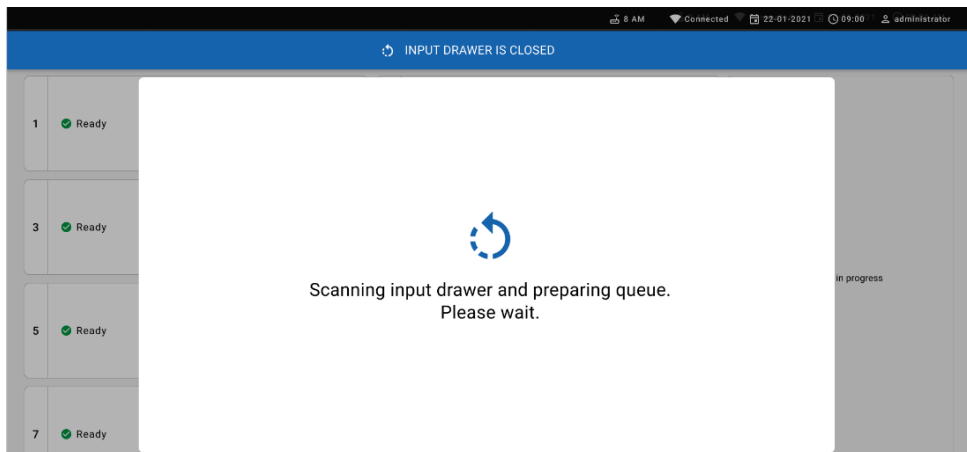 8 AM Connected 22-01-2021 09:00 administrator
INPUT DRAWER IS CLOSED
1 Ready
3 Ready
Scanning input drawer and preparing queue.
Please wait.
in progress
5 Ready
7 Ready